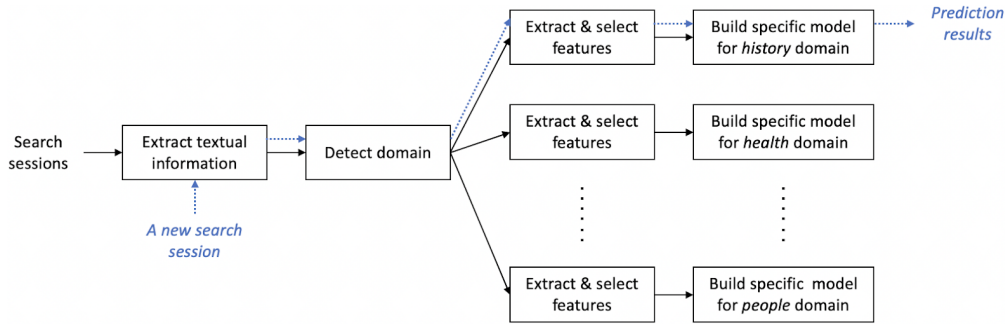 Search
sessions
Extract textual
information
A new search
session
Detect domain
Extract & select
features
Build specific model
for history domain
Prediction
results
Extract & select
features
Build specific model
for health domain
Extract & select
features
Build specific  model
for people domain